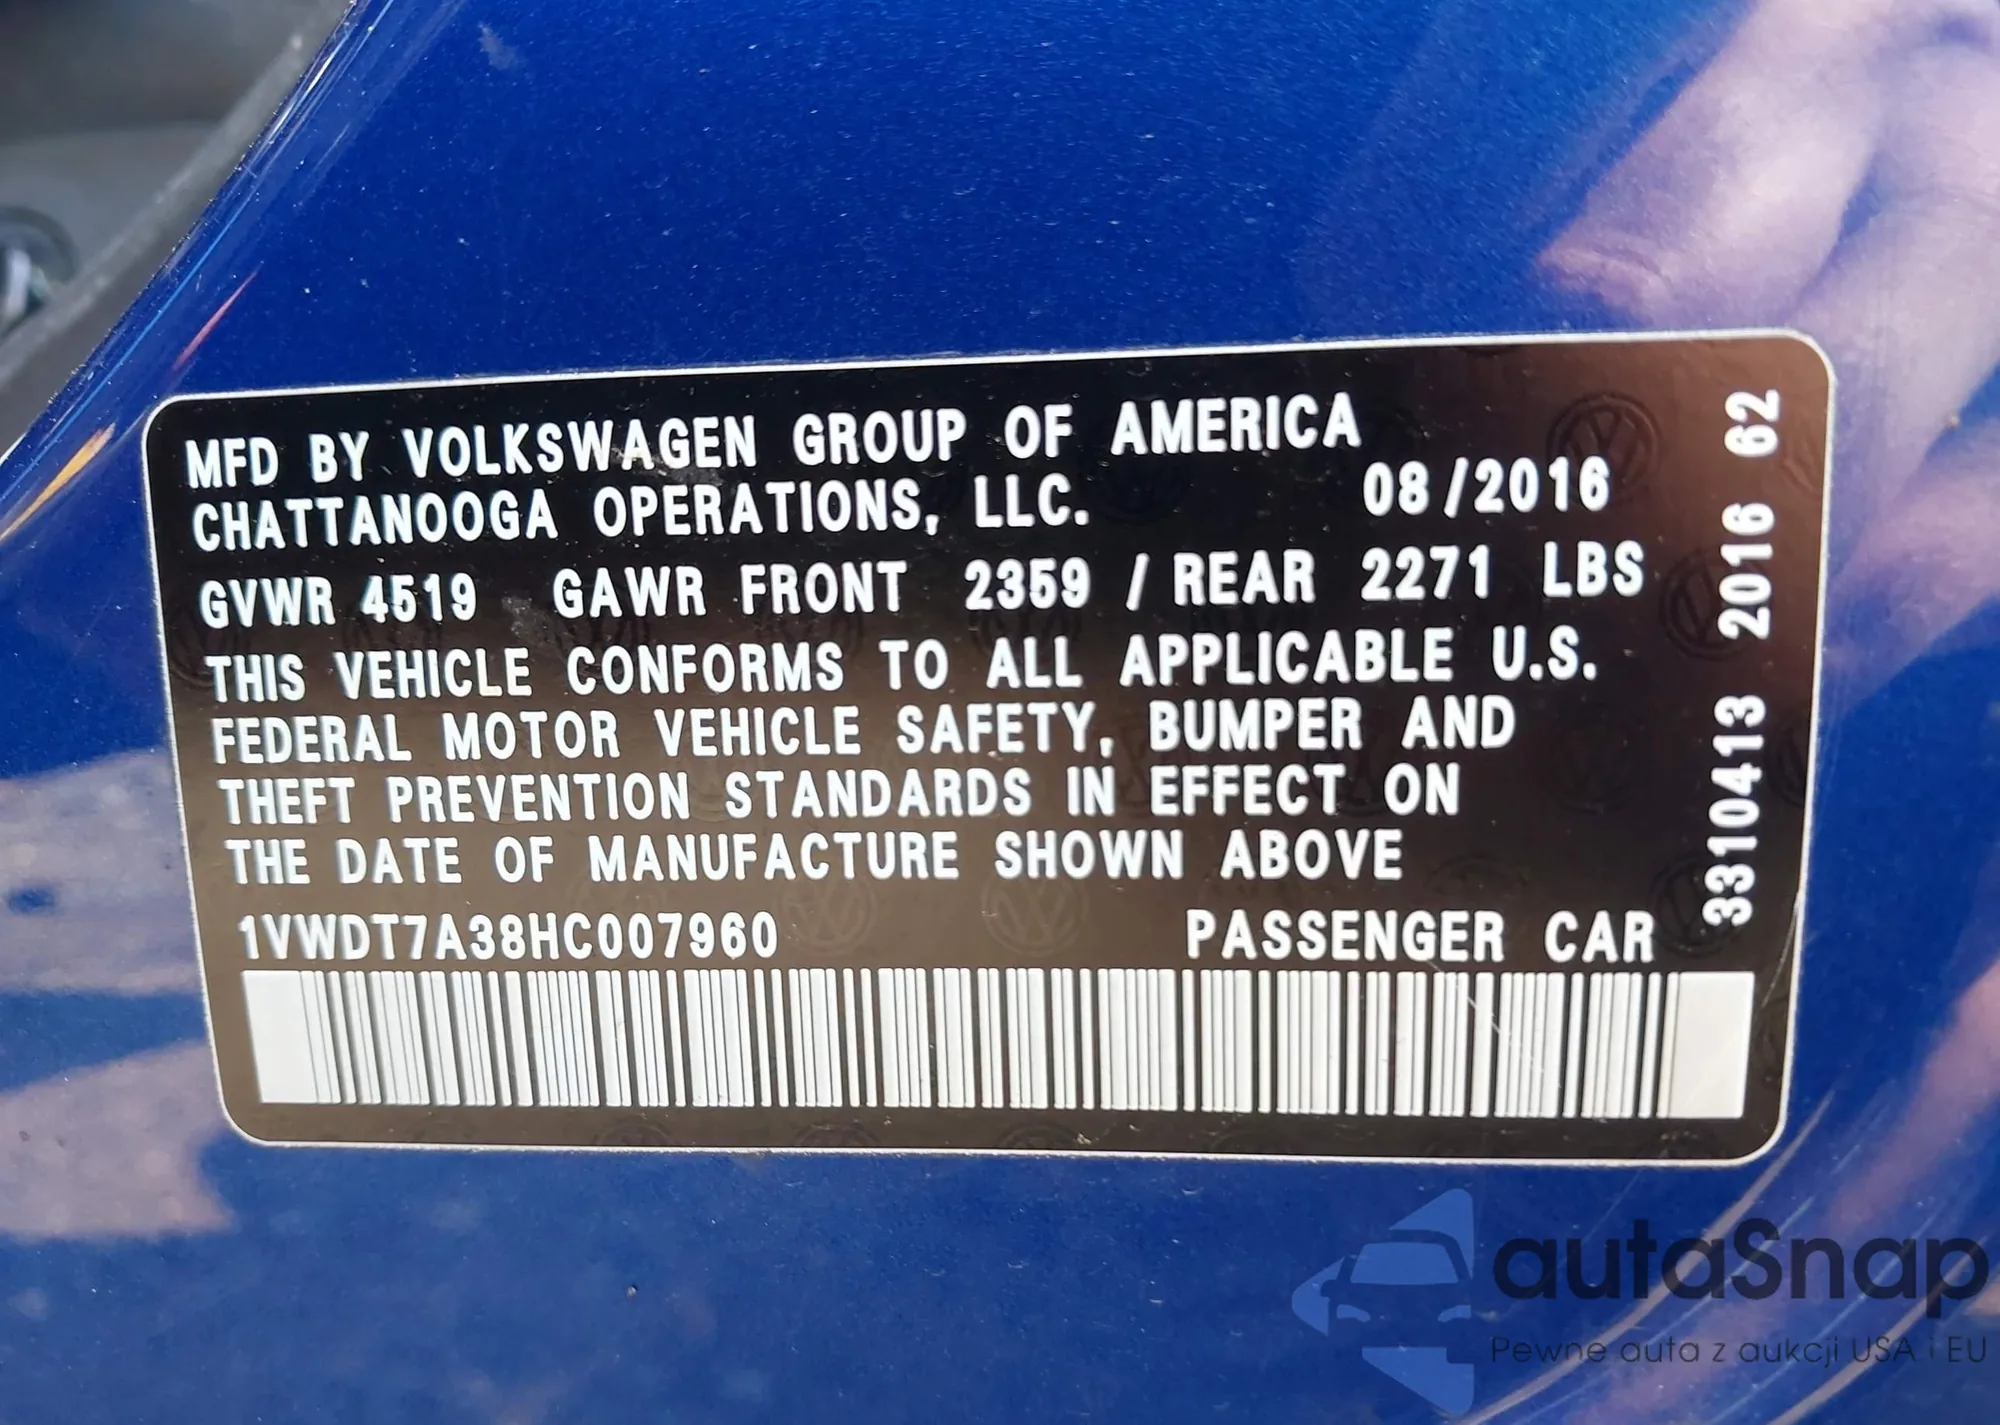 MFD BY VOLKSWAGEN GROUP OF AMERICA
CHATTANOOGA OPERATIONS, LLC. 08/2016
GVWR 4519 GAWR FRONT 2359 / REAR 2271 LBS
THIS VEHICLE CONFORMS TO ALL APPLICABLE U.S.
FEDERAL MOTOR VEHICLE SAFETY, BUMPER AND
THEFT PREVENTION STANDARDS IN EFFECT ON
THE DATE OF MANUFACTURE SHOWN ABOVE
1VWDT7A38HC007960 PASSENGER CAR
3310413 2016 62
autaSnap
Pewne auta z aukcji USA i EU